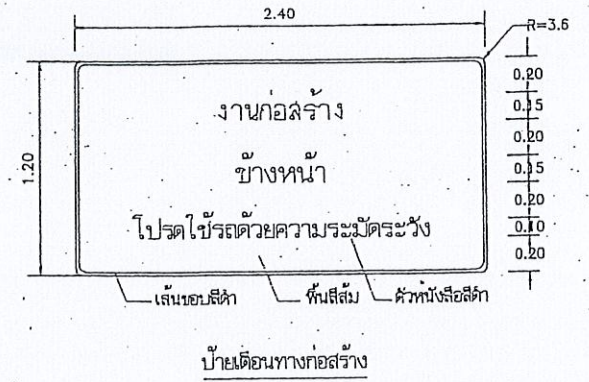 2.40
R=3.6
1.20
งานก่อสร้าง
ข้างหน้า
โปรดใช้รถด้วยความระมัดระวัง
0.20
0.15
0.20
0.15
0.20
0.10
0.20
เส้นขอบสีดำ
พื้นสีส้ม
ตัวหนังสือสีดำ
ป้ายเตือนทางก่อสร้าง